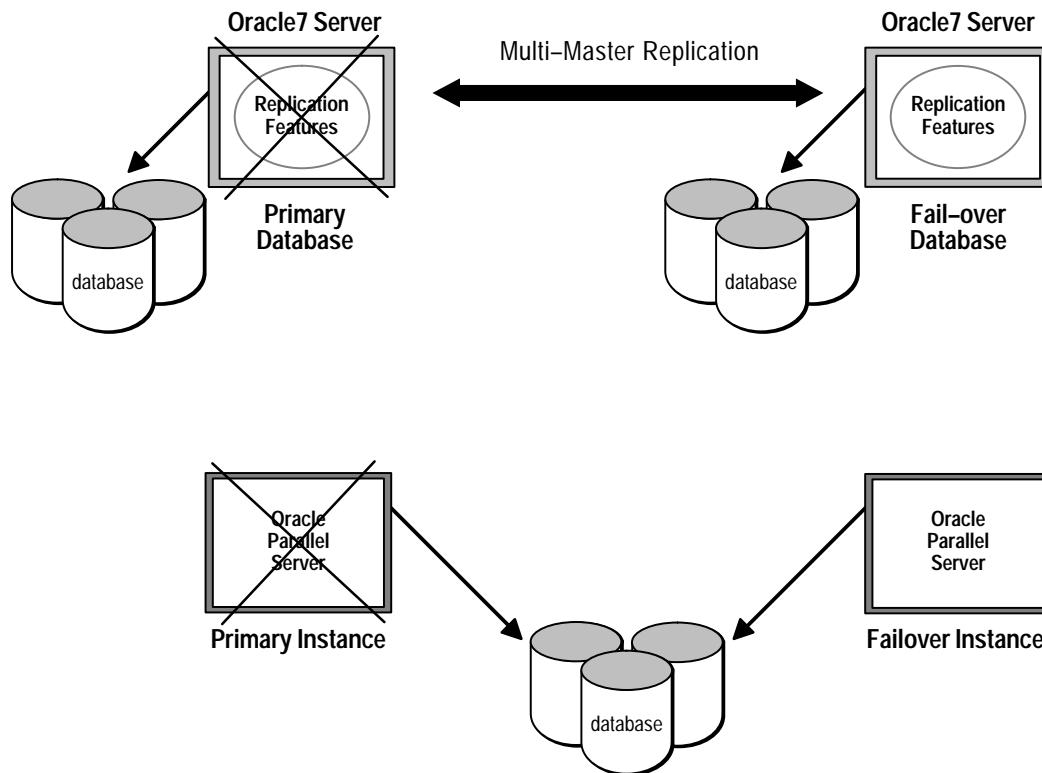 Oracle7 Server
Oracle7 Server
Multi–Master Replication
Replication
Features
Replication
Features
Primary
Database
Fail–over
Database
database
database
Oracle
Parallel
Server
Oracle
Parallel
Server
Primary Instance
Failover Instance
database